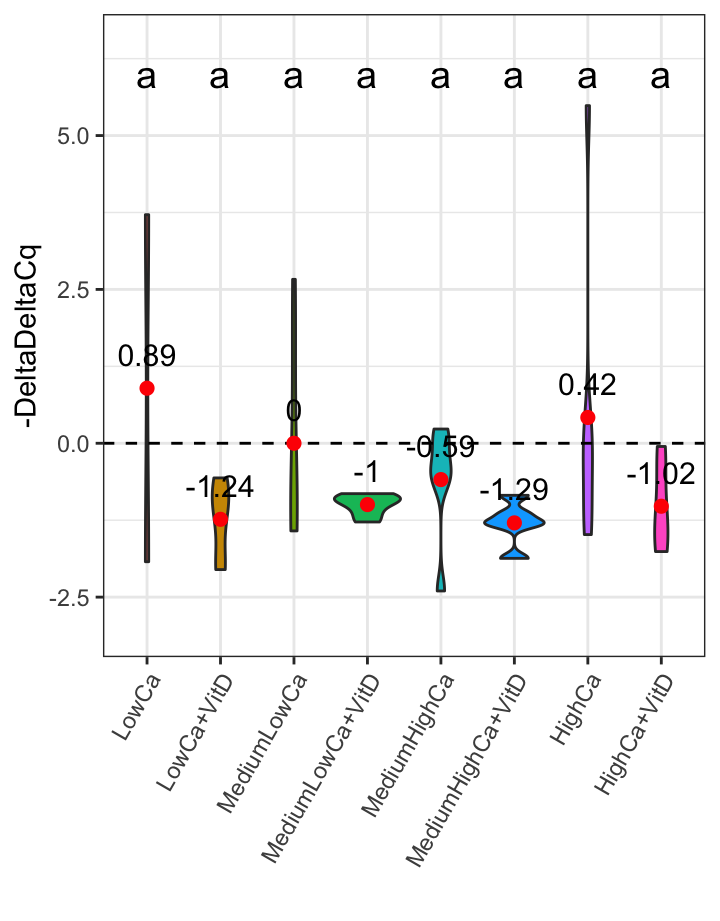 a a a a a a a a
5.0
2.5
0.0
-2.5
-DeltaDeltaCq
0.89
-1.24
0
-1
-0.59
-1.29
0.42
-1.02
LowCa
LowCa+VitD
MediumLowCa
MediumLowCa+VitD
MediumHighCa
MediumHighCa+VitD
HighCa
HighCa+VitD